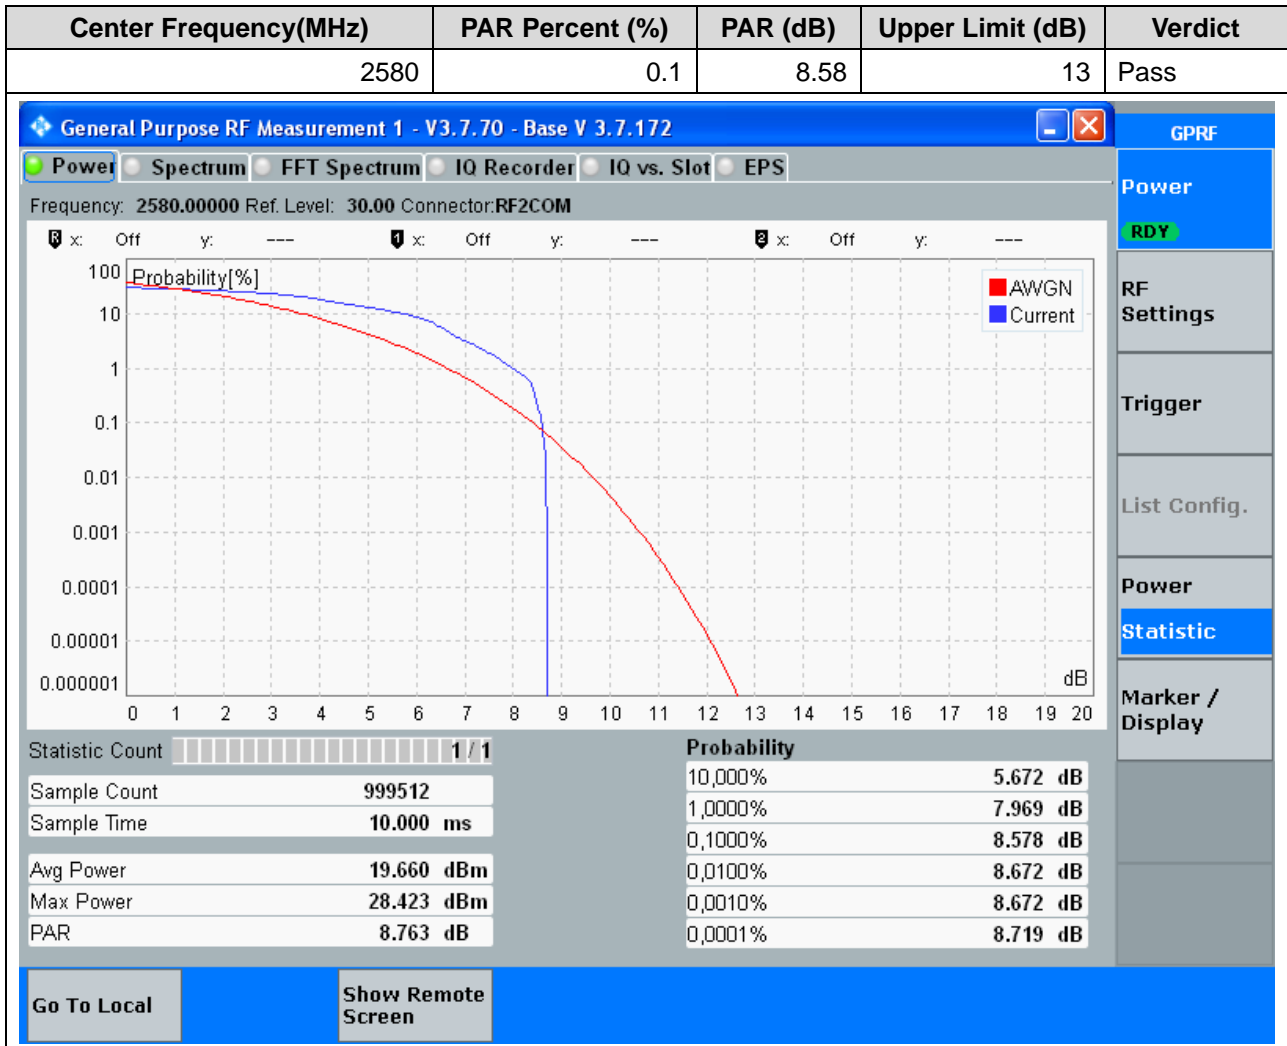 Center Frequency(MHz) PAR Percent (%) PAR (dB) Upper Limit (dB) Verdict
2580 0.1 8.58 13 Pass
General Purpose RF Measurement 1 - V3.7.70 - Base V 3.7.172
GPRF
Power Spectrum FFT Spectrum IQ Recorder IQ vs. Slot EPS
Power
RDY
Frequency: 2580.00000 Ref. Level: 30.00 Connector:RF2COM
R x: Off y: --- 1 x: Off y: --- 2 x: Off y: ---
Probability[%]
AWGN
Current
100
10
1
0.1
0.01
0.001
0.0001
0.00001
0.000001
dB
0 1 2 3 4 5 6 7 8 9 10 11 12 13 14 15 16 17 18 19 20
RF
Settings
Trigger
List Config.
Power
Statistic
Marker /
Display
Statistic Count 1 / 1
Sample Count 999512
Sample Time 10.000 ms
Avg Power 19.660 dBm
Max Power 28.423 dBm
PAR 8.763 dB
Probability
10,000% 5.672 dB
1,0000% 7.969 dB
0,1000% 8.578 dB
0,0100% 8.672 dB
0,0010% 8.672 dB
0,0001% 8.719 dB
Go To Local
Show Remote
Screen